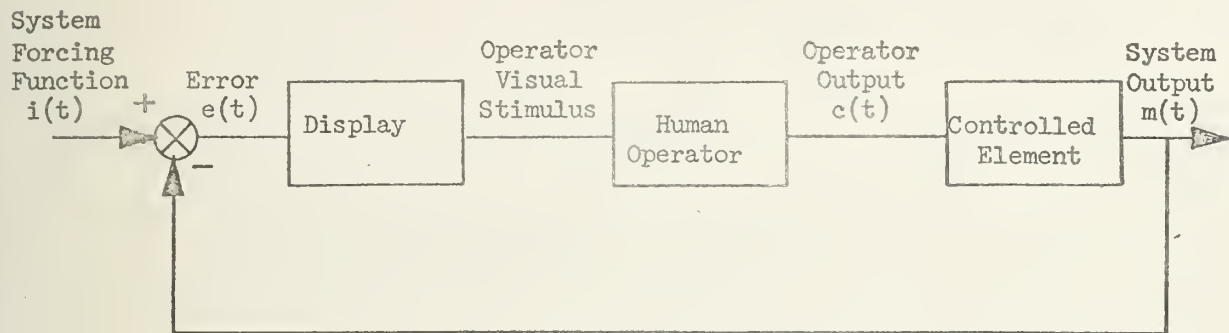 System
Forcing
Function
i(t)
+
−
Error
e(t)
Display
Operator
Visual
Stimulus
Human
Operator
Operator
Output
c(t)
Controlled
Element
System
Output
m(t)